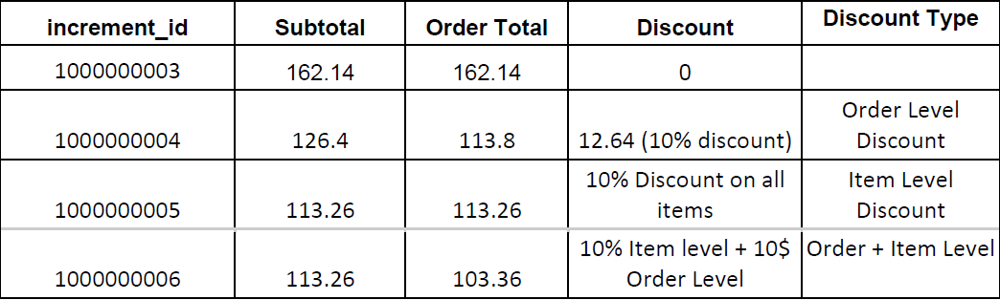 increment_id Subtotal Order Total Discount Discount Type
1000000003 162.14 162.14 0
1000000004 126.4 113.8 12.64 (10% discount) Order Level
Discount
1000000005 113.26 113.26 10% Discount on all
items Item Level
Discount
1000000006 113.26 103.36 10% Item level + 10$
Order Level Order + Item Level